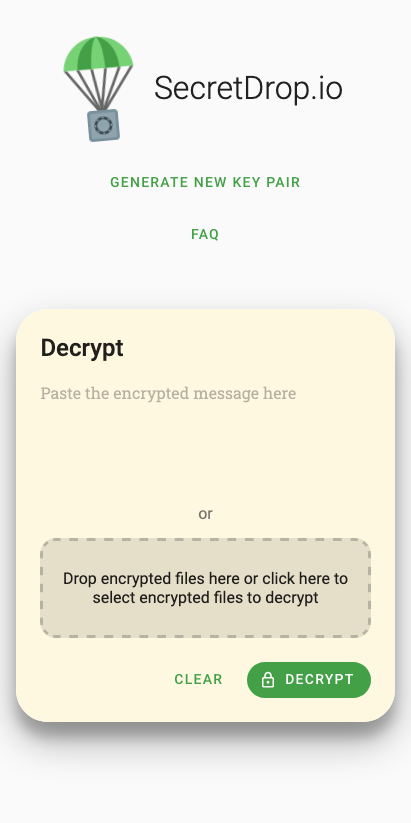 SecretDrop.io
GENERATE NEW KEY PAIR
FAQ
Decrypt
Paste the encrypted message here
or
Drop encrypted files here or click here to
select encrypted files to decrypt
CLEAR
DECRYPT